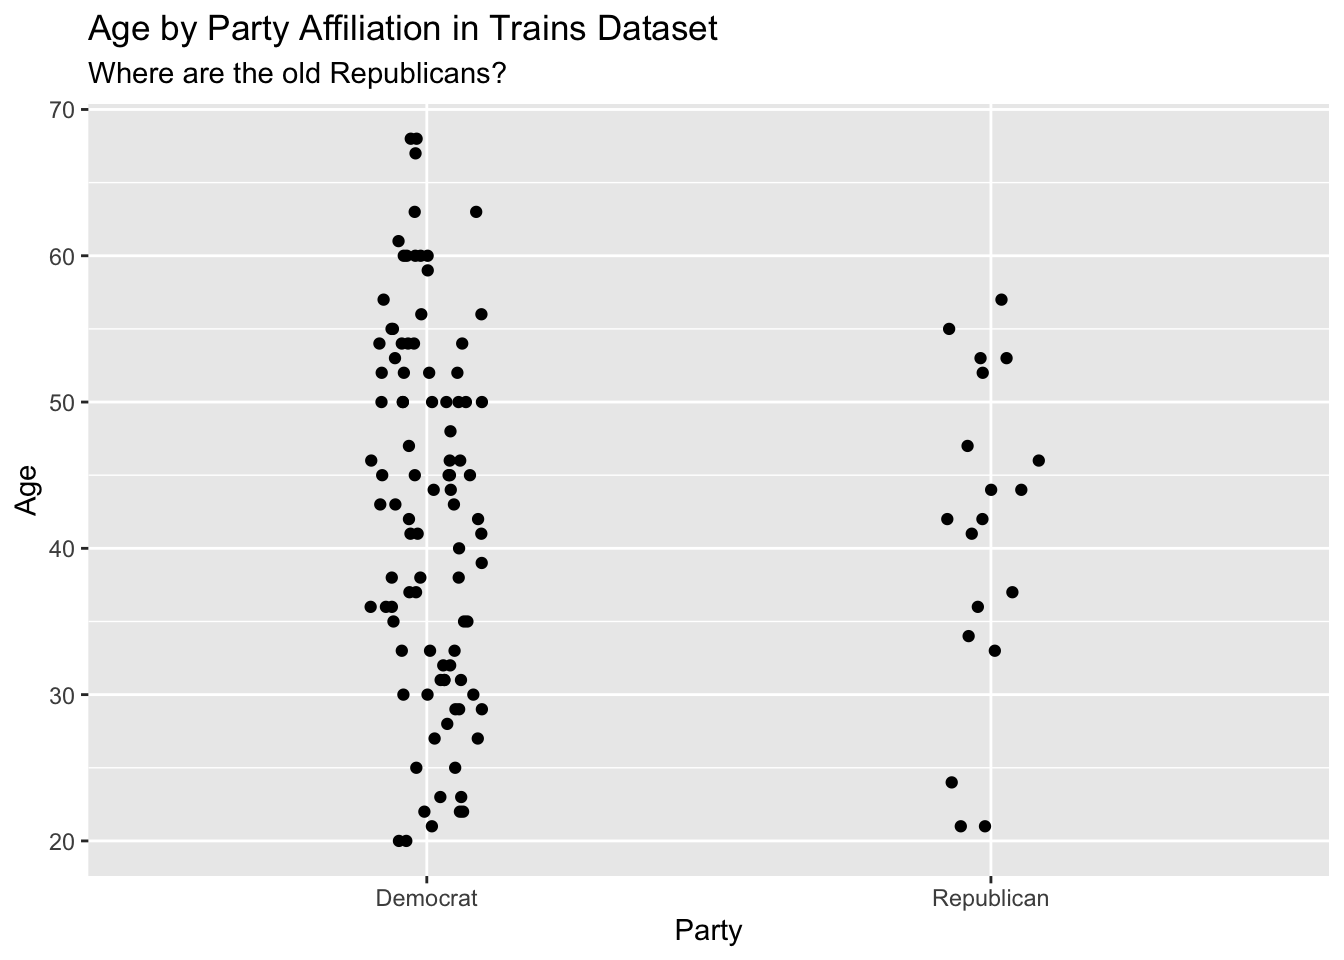 Age by Party Affiliation in Trains Dataset
Where are the old Republicans?
70
60
50
40
30
20
Age
Democrat
Republican
Party